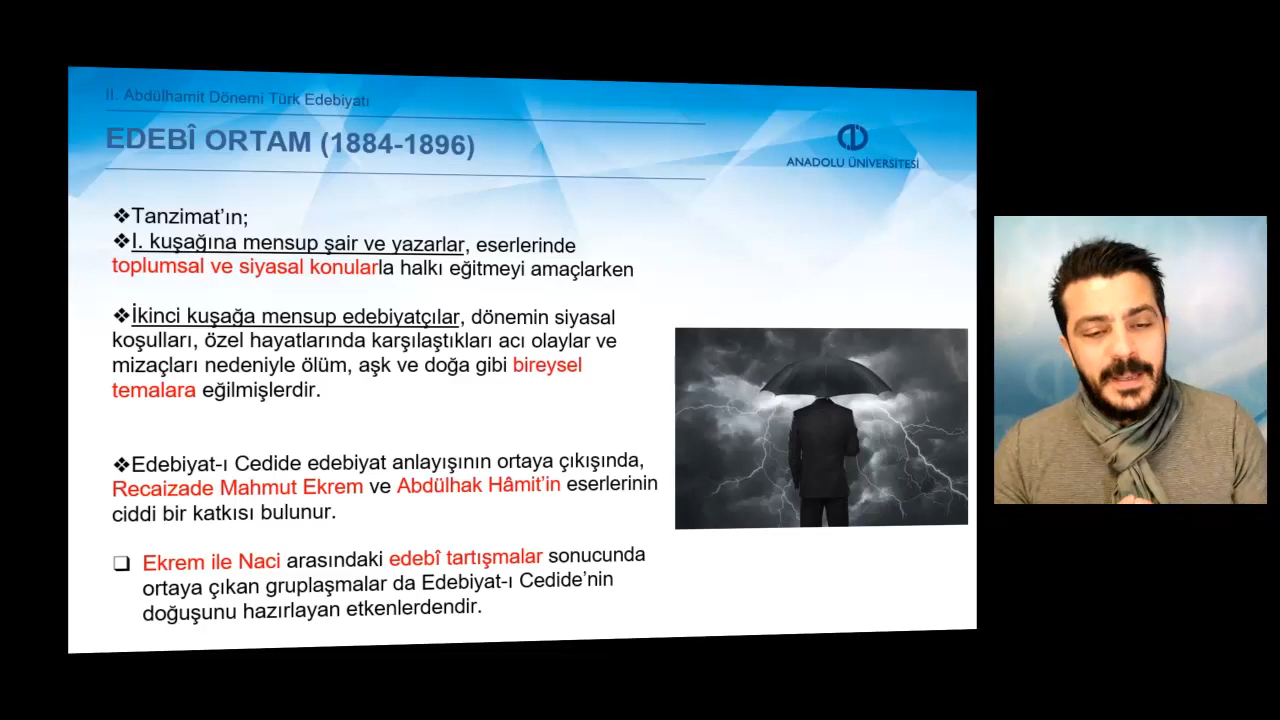 II. Abdülhamit Dönemi Türk Edebiyatı
EDEBÎ ORTAM (1884-1896)
ANADOLU ÜNİVERSİTESİ
❖Tanzimat’ın;
❖I. kuşağına mensup şair ve yazarlar, eserlerinde
toplumsal ve siyasal konularla halkı eğitmeyi amaçlarken
❖İkinci kuşağa mensup edebiyatçılar, dönemin siyasal
koşulları, özel hayatlarında karşılaştıkları acı olaylar ve
mizaçları nedeniyle ölüm, aşk ve doğa gibi bireysel
temalara eğilmişlerdir.
❖Edebiyat-ı Cedide edebiyat anlayışının ortaya çıkışında,
Recaizade Mahmut Ekrem ve Abdülhak Hâmit’in eserlerinin
ciddi bir katkısı bulunur.
❑ Ekrem ile Naci arasındaki edebî tartışmalar sonucunda
ortaya çıkan gruplaşmalar da Edebiyat-ı Cedide’nin
doğuşunu hazırlayan etkenlerdendir.